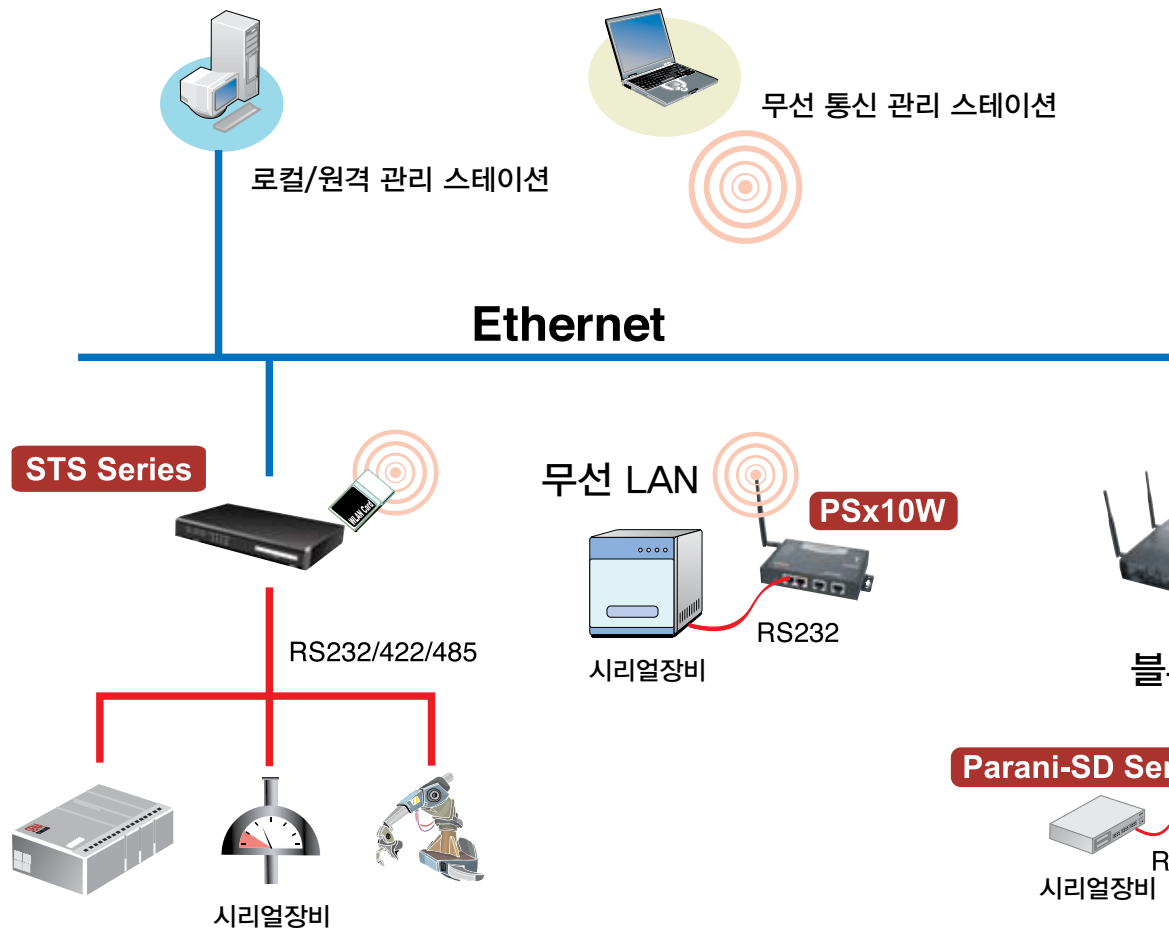 무선 통신 관리 스테이션
로컬/원격 관리 스테이션
Ethernet
STS Series
WLAN Card
무선 LAN
PSx10W
RS232/422/485
RS232
시리얼장비
Parani-SD
시리얼장비
시리얼장비